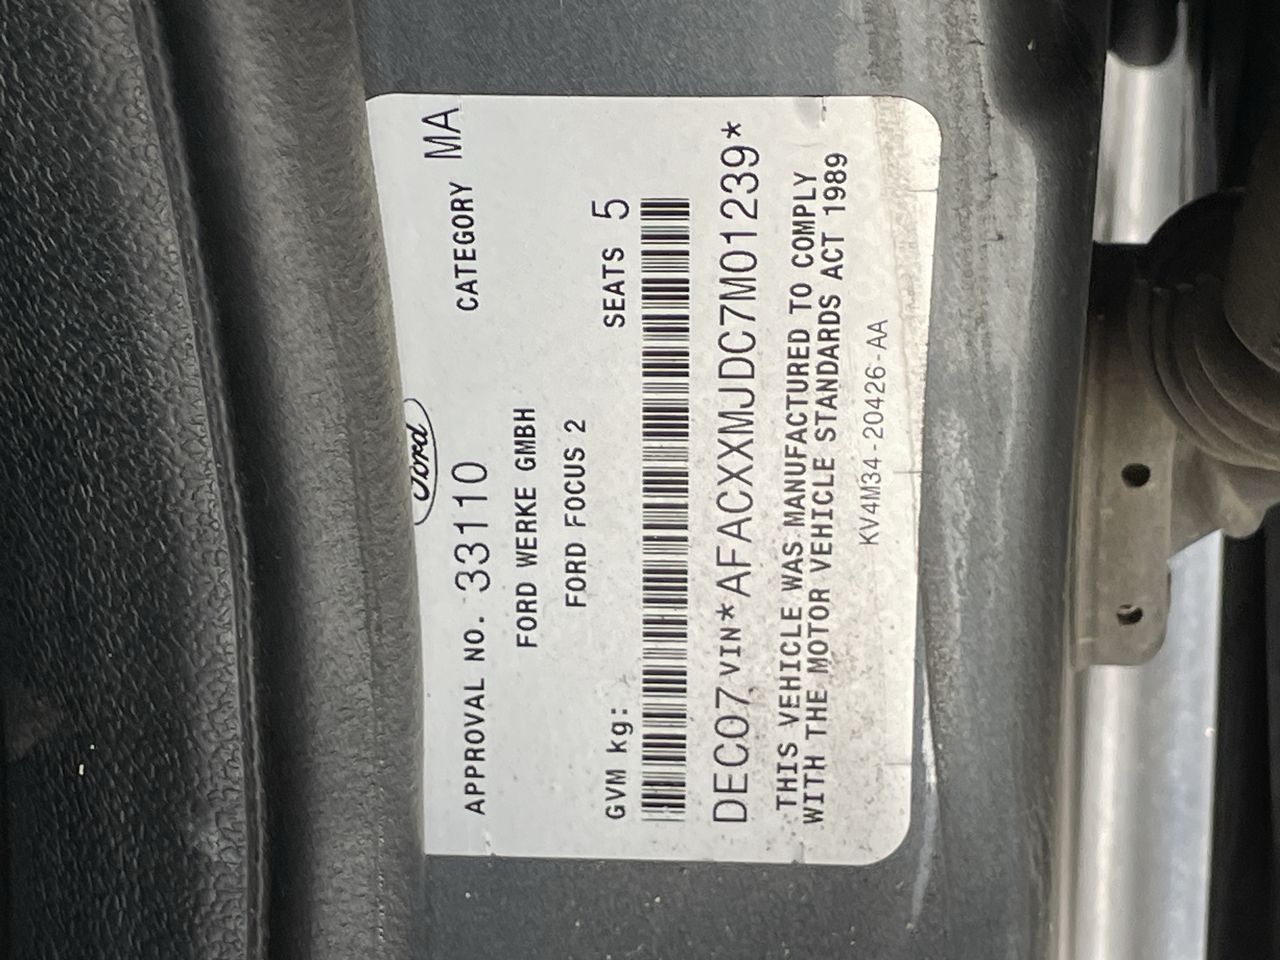 Ford
APPROVAL NO. 33110 CATEGORY MA
FORD WERKE GMBH
FORD FOCUS 2
GVM kg: SEATS 5
DEC07 VIN*AFACXXMJDC7M01239*
THIS VEHICLE WAS MANUFACTURED TO COMPLY
WITH THE MOTOR VEHICLE STANDARDS ACT 1989
KV4M34-20426-AA